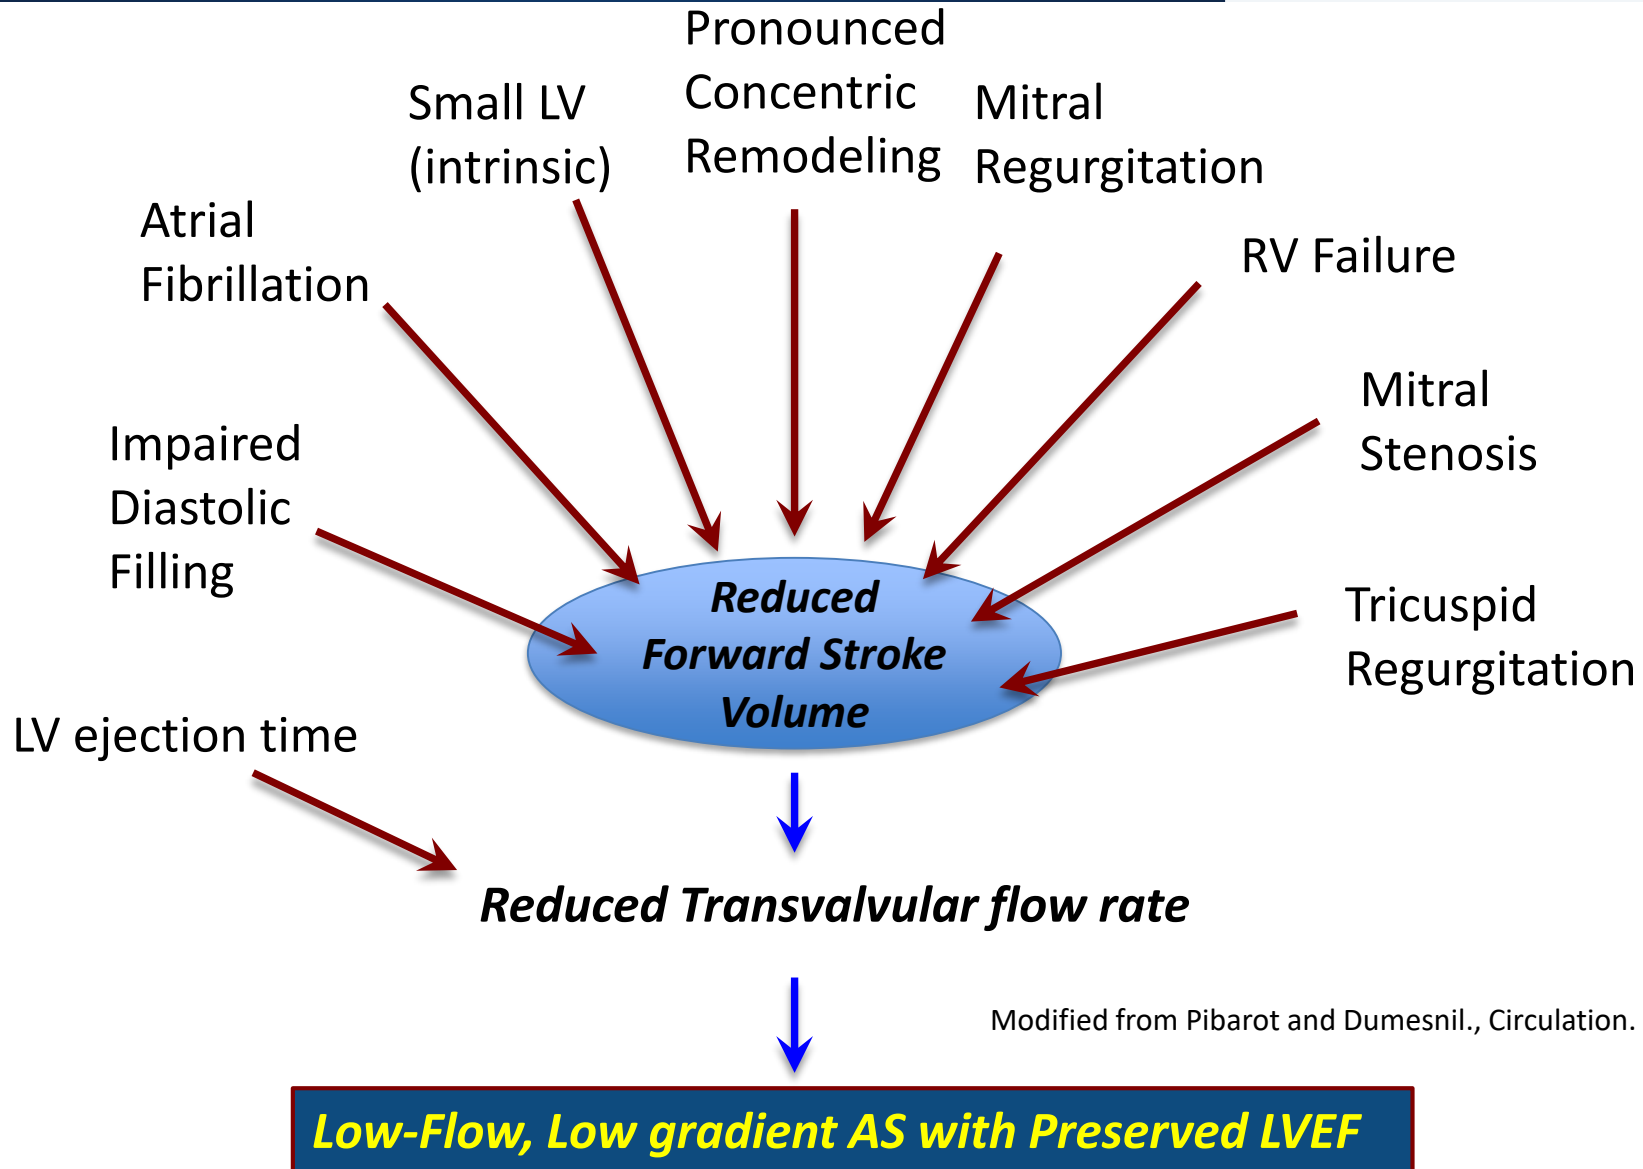 Pronounced
Concentric
Remodeling
Small LV
(intrinsic)
Mitral
Regurgitation
Atrial
Fibrillation
RV Failure
Mitral
Stenosis
Impaired
Diastolic
Filling
Reduced
Forward Stroke
Volume
Tricuspid
Regurgitation
LV ejection time
Reduced Transvalvular flow rate
Modified from Pibarot and Dumesnil., Circulation.
Low-Flow, Low gradient AS with Preserved LVEF